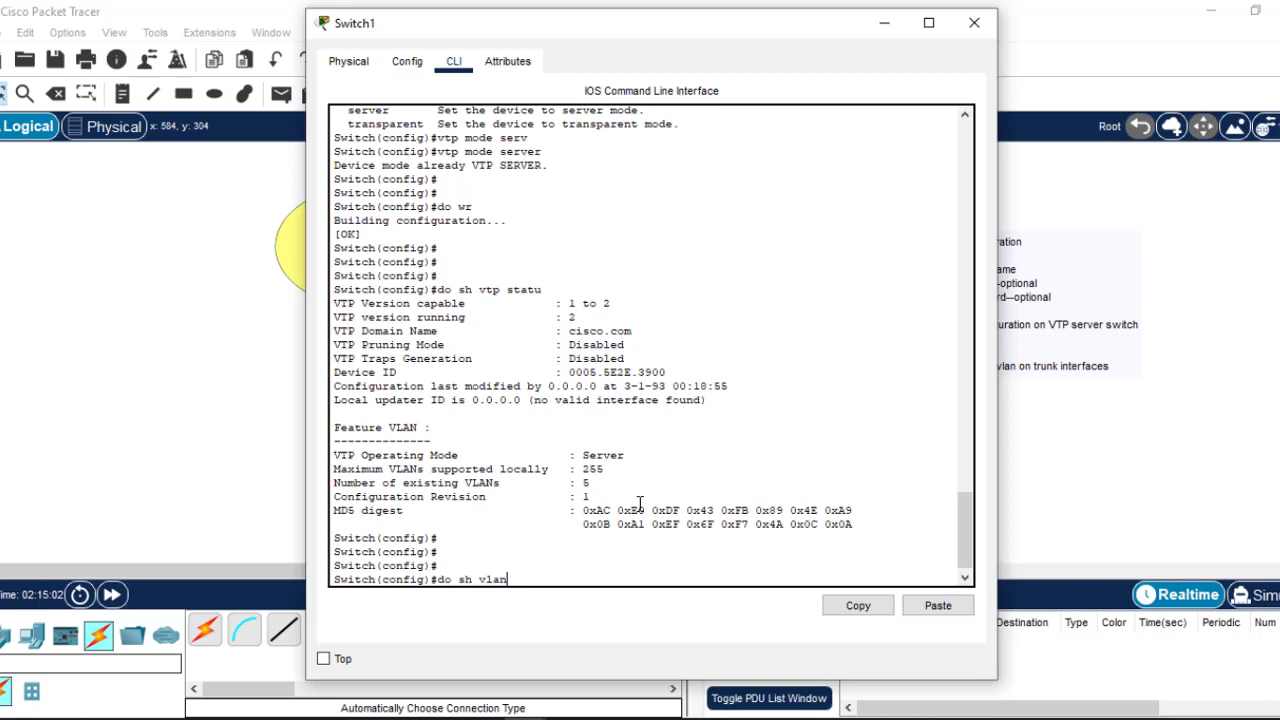 Cisco Packet Tracer
Edit Options View Tools Extensions Window
Logical Physical x: 584, y: 304
Root
Switch1
Physical Config CLI Attributes
IOS Command Line Interface
server Set the device to server mode.
transparent Set the device to transparent mode.
Switch(config)#vtp mode serv
Switch(config)#vtp mode server
Device mode already VTP SERVER.
Switch(config)#
Switch(config)#
Switch(config)#do wr
Building configuration...
[OK]
Switch(config)#
Switch(config)#
Switch(config)#
Switch(config)#do sh vtp statu
VTP Version capable : 1 to 2
VTP version running : 2
VTP Domain Name : cisco.com
VTP Pruning Mode : Disabled
VTP Traps Generation : Disabled
Device ID : 0005.5E2E.3900
Configuration last modified by 0.0.0.0 at 3-1-93 00:18:55
Local updater ID is 0.0.0.0 (no valid interface found)
Feature VLAN :
--------------
VTP Operating Mode : Server
Maximum VLANs supported locally : 255
Number of existing VLANs : 5
Configuration Revision : 1
MD5 digest : 0xAC 0xDF 0x43 0xFB 0x89 0x4E 0xA9
0x0B 0xA1 0xEF 0x6F 0xF7 0x4A 0x0C 0x0A
Switch(config)#
Switch(config)#
Switch(config)#
Switch(config)#do sh vlan
Copy Paste
Top
ration
ame
-optional
rd--optional
uration on VTP server switch
vlan on trunk interfaces
ime: 02:15:02
Realtime Simu
Automatically Choose Connection Type
Toggle PDU List Window
Destination Type Color Time(sec) Periodic Num